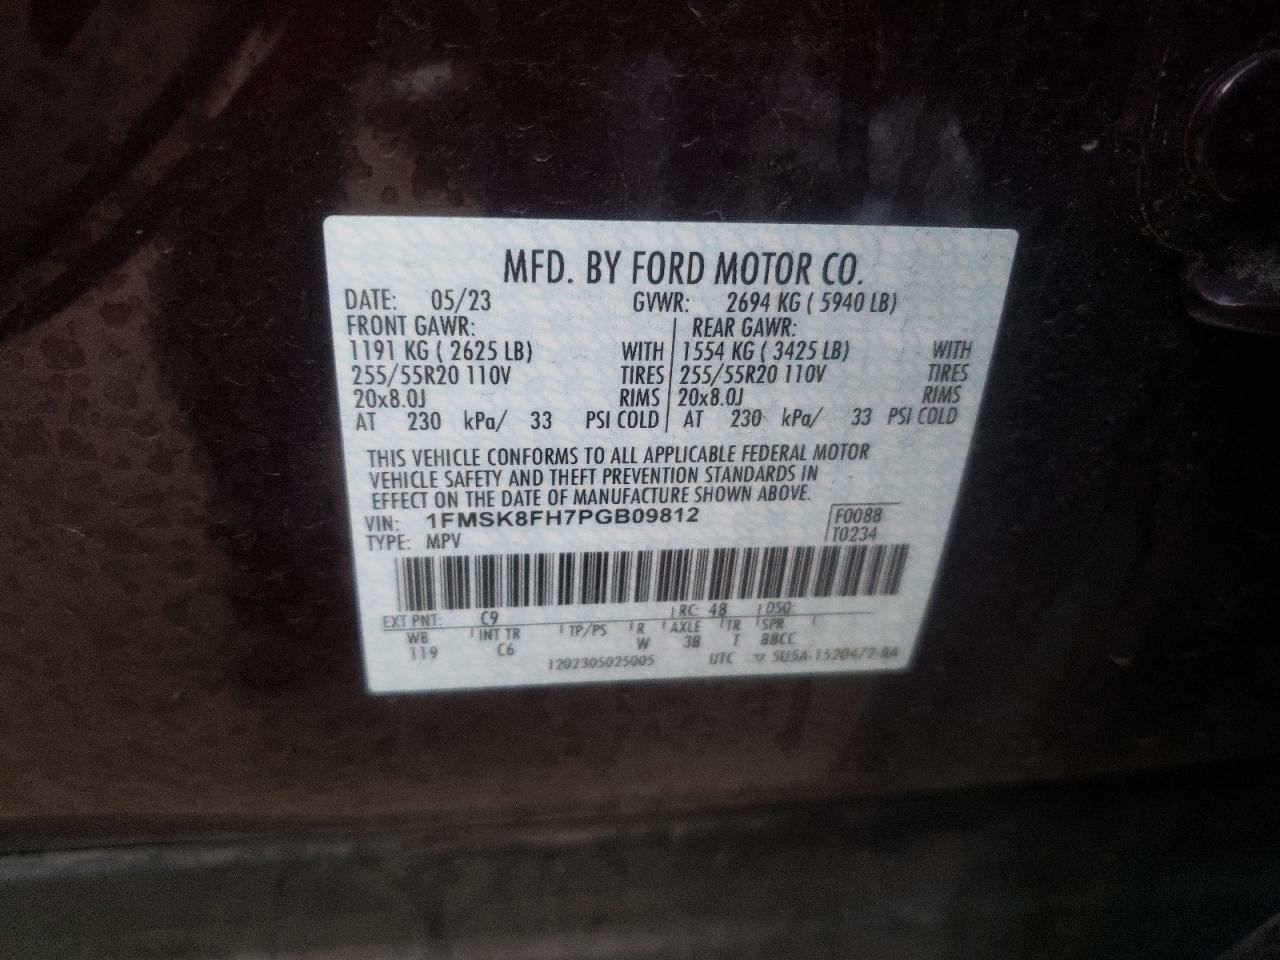 MFD. BY FORD MOTOR CO.
DATE: 05/23 GVWR: 2694 KG ( 5940 LB)
FRONT GAWR: REAR GAWR:
1191 KG ( 2625 LB) WITH 1554 KG ( 3425 LB) WITH
255/55R20 110V TIRES 255/55R20 110V TIRES
20x8.0J RIMS 20x8.0J RIMS
AT 230 kPa/ 33 PSI COLD AT 230 kPa/ 33 PSI COLD
THIS VEHICLE CONFORMS TO ALL APPLICABLE FEDERAL MOTOR
VEHICLE SAFETY AND THEFT PREVENTION STANDARDS IN
EFFECT ON THE DATE OF MANUFACTURE SHOWN ABOVE.
VIN: 1FMSK8FH7PGB09812 F0088
TYPE: MPV T0234
EXT PNT: C9 RC: 48 DSO:
WB INT TR TP/PS R AXLE TR SPR
119 C6 W 3B T BBCC
1202305025005 UTC